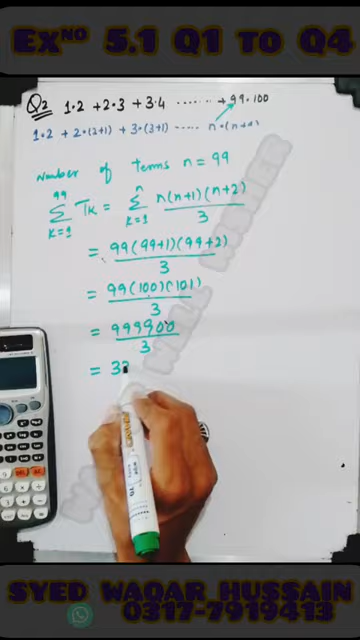 Exᴺᴼ 5.1 Q1 TO Q4
Q2 1·2 + 2·3 + 3·4 ........ + 99·100
1·2 + 2·(2+1) + 3·(3+1) ..... n·(n+1)
Number of terms n = 99
99 Σ k=1 Tk = n Σ k=1 n(n+1)(n+2) / 3
= 99(99+1)(99+2) / 3
= 99(100)(101) / 3
= 999900 / 3
= 33
SYED WAQAR HUSSAIN
0317-7919413